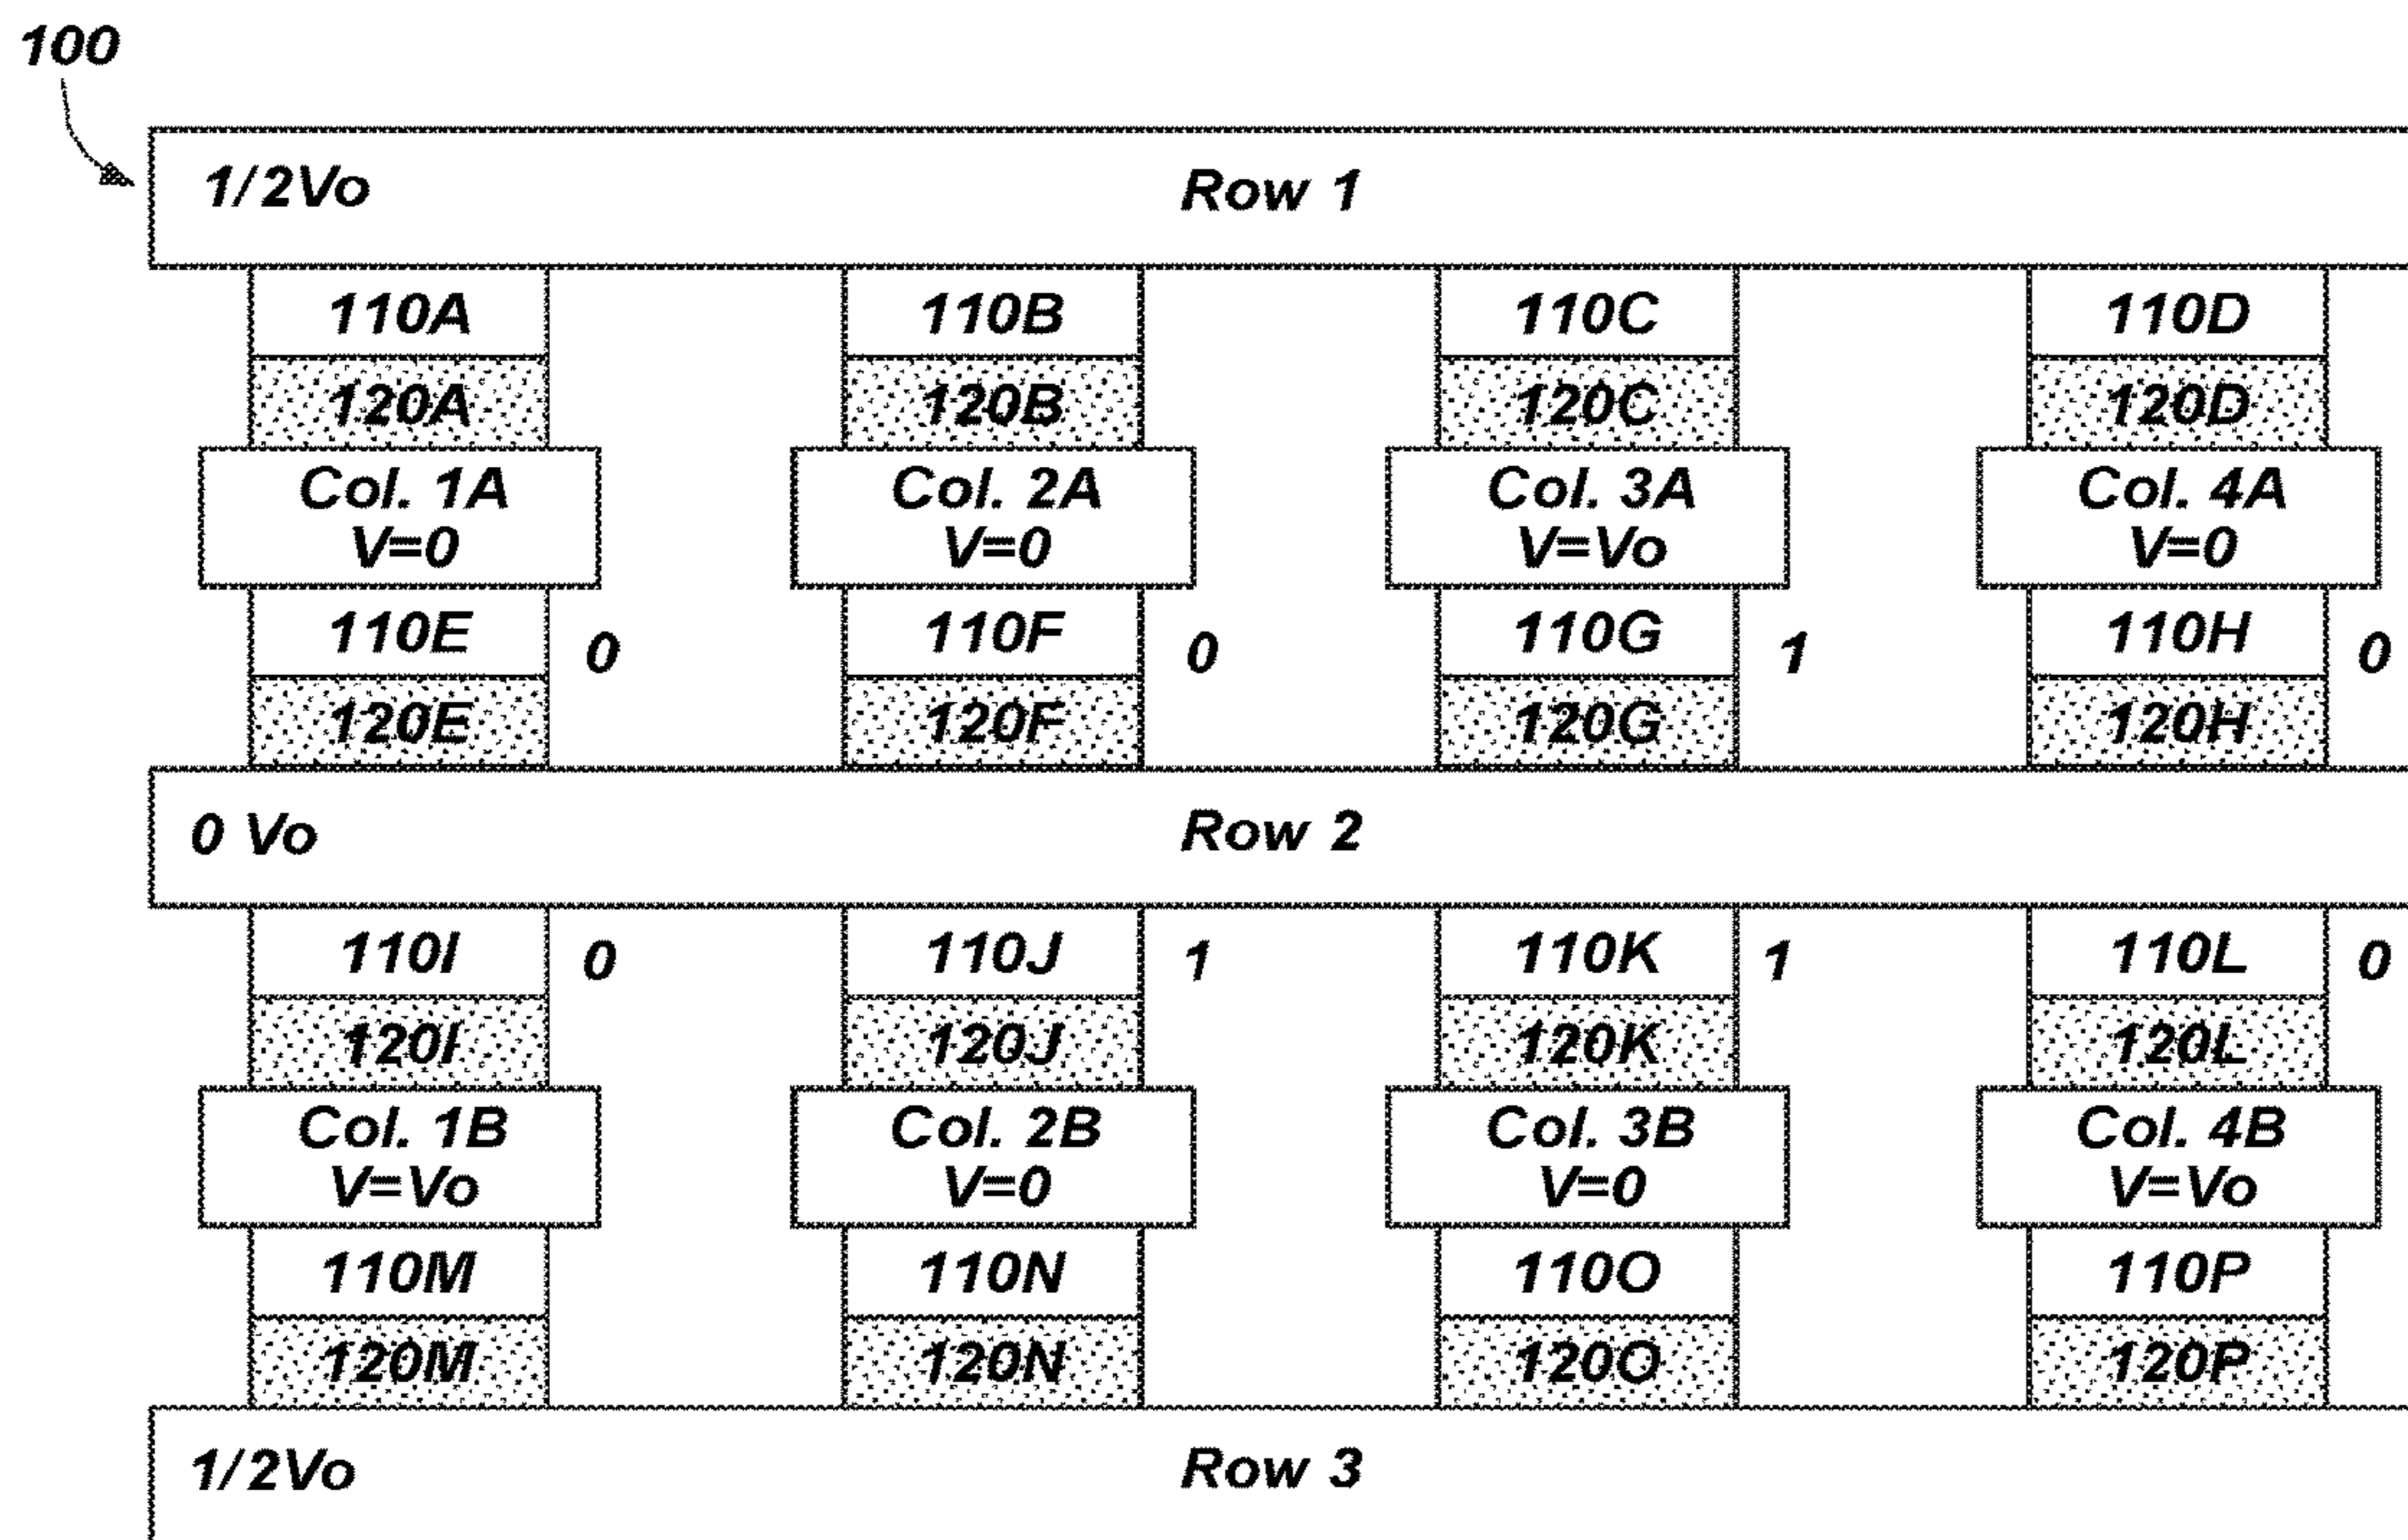 100
1/2Vo Row 1
110A 110B 110C 110D
120A 120B 120C 120D
Col. 1A Col. 2A Col. 3A Col. 4A
V=0 V=0 V=Vo V=0
110E 0 110F 0 110G 1 110H 0
120E 120F 120G 120H
0 Vo Row 2
110I 0 110J 1 110K 1 110L 0
120I 120J 120K 120L
Col. 1B Col. 2B Col. 3B Col. 4B
V=Vo V=0 V=0 V=Vo
110M 110N 110O 110P
120M 120N 120O 120P
1/2Vo Row 3